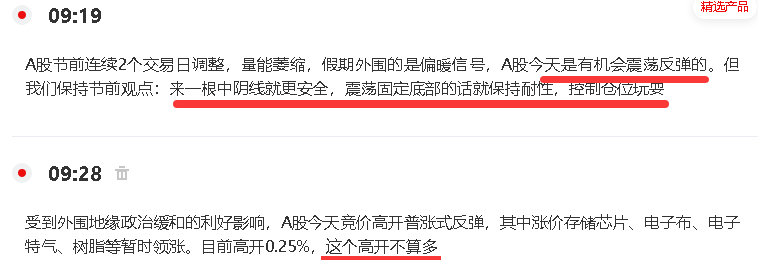 精选产品
09:19
A股节前连续2个交易日调整，量能萎缩，假期外围的是偏暖信号，A股今天是有机会震荡反弹的。但
我们保持节前观点：来一根中阴线就更安全，震荡固定底部的话就保持耐性，控制仓位玩耍
09:28
受到外围地缘政治缓和的利好影响，A股今天竞价高开普涨式反弹，其中涨价存储芯片、电子布、电子
特气、树脂等暂时领涨。目前高开0.25%，这个高开不算多